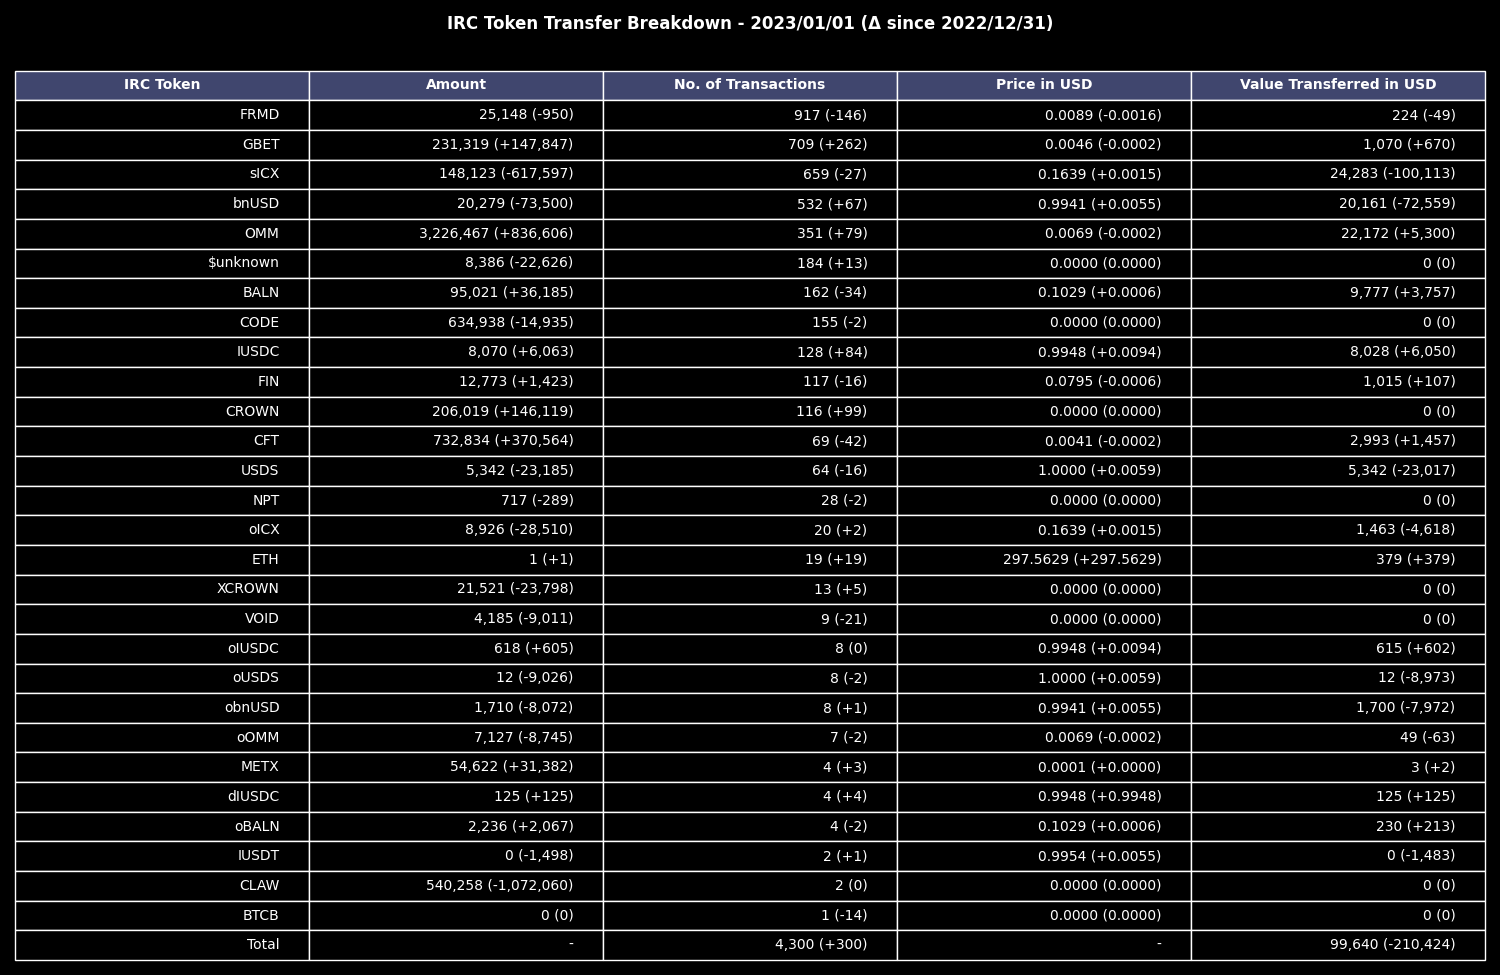 IRC Token Transfer Breakdown - 2023/01/01 (Δ since 2022/12/31)
IRC Token Amount No. of Transactions Price in USD Value Transferred in USD
FRMD 25,148 (-950) 917 (-146) 0.0089 (-0.0016) 224 (-49)
GBET 231,319 (+147,847) 709 (+262) 0.0046 (-0.0002) 1,070 (+670)
sICX 148,123 (-617,597) 659 (-27) 0.1639 (+0.0015) 24,283 (-100,113)
bnUSD 20,279 (-73,500) 532 (+67) 0.9941 (+0.0055) 20,161 (-72,559)
OMM 3,226,467 (+836,606) 351 (+79) 0.0069 (-0.0002) 22,172 (+5,300)
$unknown 8,386 (-22,626) 184 (+13) 0.0000 (0.0000) 0 (0)
BALN 95,021 (+36,185) 162 (-34) 0.1029 (+0.0006) 9,777 (+3,757)
CODE 634,938 (-14,935) 155 (-2) 0.0000 (0.0000) 0 (0)
IUSDC 8,070 (+6,063) 128 (+84) 0.9948 (+0.0094) 8,028 (+6,050)
FIN 12,773 (+1,423) 117 (-16) 0.0795 (-0.0006) 1,015 (+107)
CROWN 206,019 (+146,119) 116 (+99) 0.0000 (0.0000) 0 (0)
CFT 732,834 (+370,564) 69 (-42) 0.0041 (-0.0002) 2,993 (+1,457)
USDS 5,342 (-23,185) 64 (-16) 1.0000 (+0.0059) 5,342 (-23,017)
NPT 717 (-289) 28 (-2) 0.0000 (0.0000) 0 (0)
oICX 8,926 (-28,510) 20 (+2) 0.1639 (+0.0015) 1,463 (-4,618)
ETH 1 (+1) 19 (+19) 297.5629 (+297.5629) 379 (+379)
XCROWN 21,521 (-23,798) 13 (+5) 0.0000 (0.0000) 0 (0)
VOID 4,185 (-9,011) 9 (-21) 0.0000 (0.0000) 0 (0)
oIUSDC 618 (+605) 8 (0) 0.9948 (+0.0094) 615 (+602)
oUSDS 12 (-9,026) 8 (-2) 1.0000 (+0.0059) 12 (-8,973)
obnUSD 1,710 (-8,072) 8 (+1) 0.9941 (+0.0055) 1,700 (-7,972)
oOMM 7,127 (-8,745) 7 (-2) 0.0069 (-0.0002) 49 (-63)
METX 54,622 (+31,382) 4 (+3) 0.0001 (+0.0000) 3 (+2)
dIUSDC 125 (+125) 4 (+4) 0.9948 (+0.9948) 125 (+125)
oBALN 2,236 (+2,067) 4 (-2) 0.1029 (+0.0006) 230 (+213)
IUSDT 0 (-1,498) 2 (+1) 0.9954 (+0.0055) 0 (-1,483)
CLAW 540,258 (-1,072,060) 2 (0) 0.0000 (0.0000) 0 (0)
BTCB 0 (0) 1 (-14) 0.0000 (0.0000) 0 (0)
Total - 4,300 (+300) - 99,640 (-210,424)